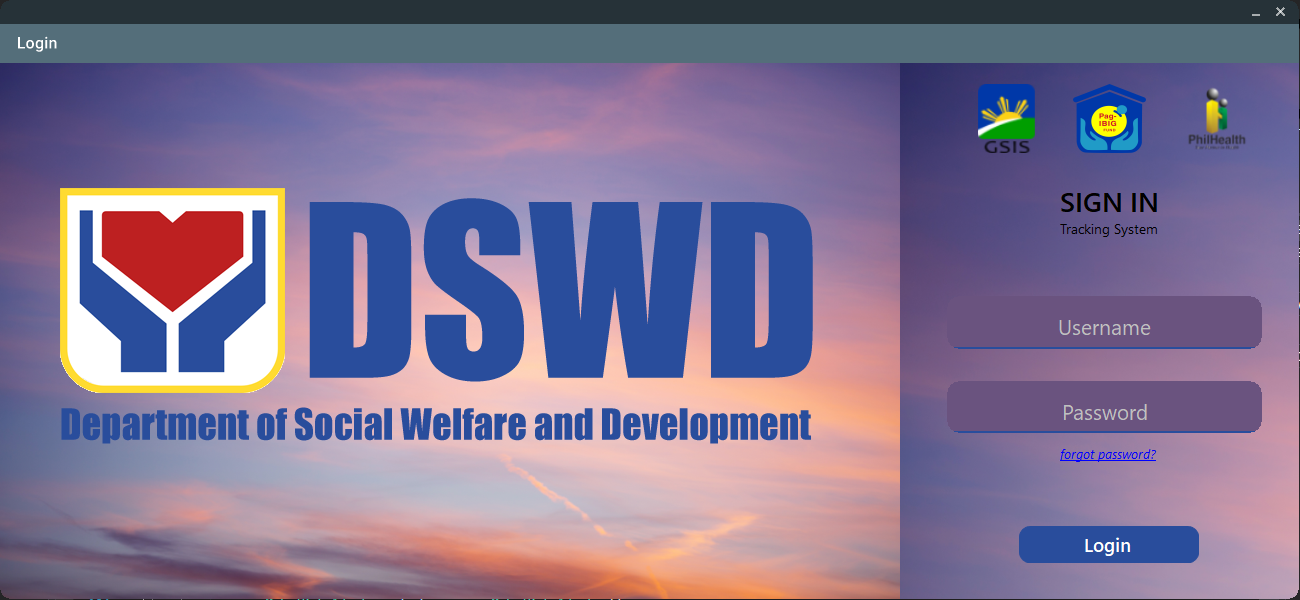 Login
GSIS
Pag-
IBIG
FUND
PhilHealth
SIGN IN
Tracking System
DSWD
Department of Social Welfare and Development
Username
Password
forgot password?
Login